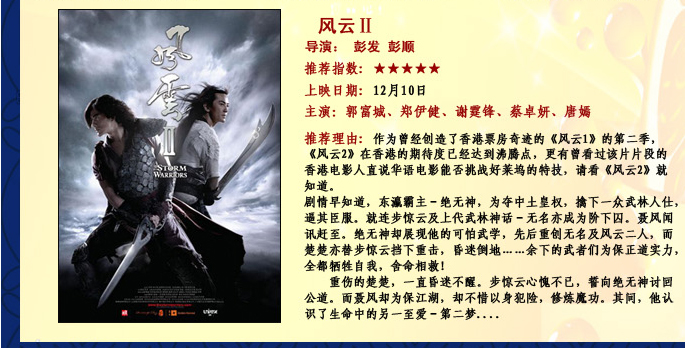 風雲II
THE STORM WARRIORS
风云Ⅱ
导演： 彭发 彭顺
推荐指数：★★★★★
上映日期：12月10日
主演：郭富城、郑伊健、谢霆锋、蔡卓妍、唐嫣
推荐理由：作为曾经创造了香港票房奇迹的《风云1》的第二季，
《风云2》在香港的期待度已经达到沸腾点，更有曾看过该片片段的
香港电影人直说华语电影能否挑战好莱坞的特技，请看《风云2》就
知道。
剧情早知道，东瀛霸主－绝无神，为夺中土皇权，擒下一众武林人仕，
逼其臣服。就连步惊云及上代武林神话－无名亦成为阶下囚。聂风闻
讯赶至。绝无神却展现他的可怕武学，先后重创无名及风云二人，而
楚楚亦替步惊云挡下重击，昏迷倒地……余下的武者们为保正道实力，
全都牺牲自我，舍命相救！
重伤的楚楚，一直昏迷不醒。步惊云心愧不已，誓向绝无神讨回
公道。而聂风却为保江湖，却不惜以身犯险，修炼魔功。其间，他认
识了生命中的另一至爱－第二梦....